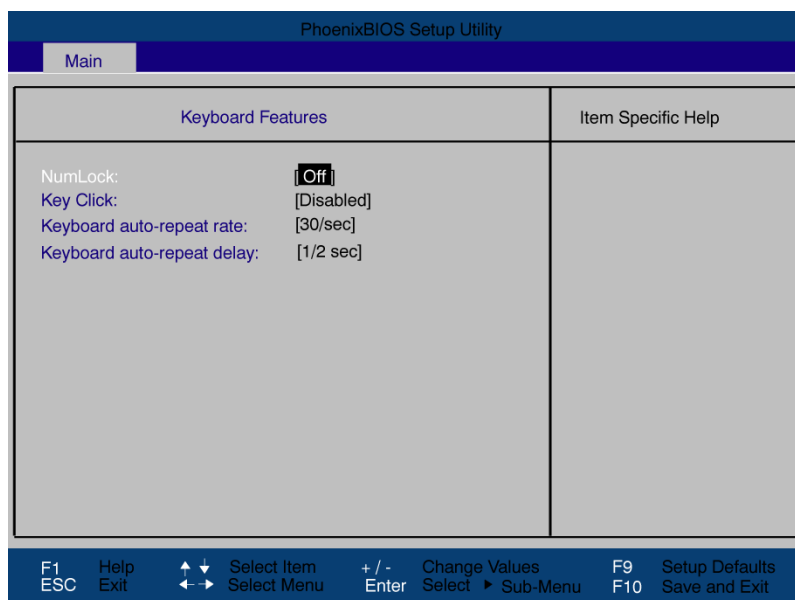 PhoenixBIOS Setup Utility
Main
Keyboard Features
Item Specific Help
NumLock: [Off]
Key Click: [Disabled]
Keyboard auto-repeat rate: [30/sec]
Keyboard auto-repeat delay: [1/2 sec]
F1 Help Select Item + / - Change Values F9 Setup Defaults
ESC Exit Select Menu Enter Select Sub-Menu F10 Save and Exit